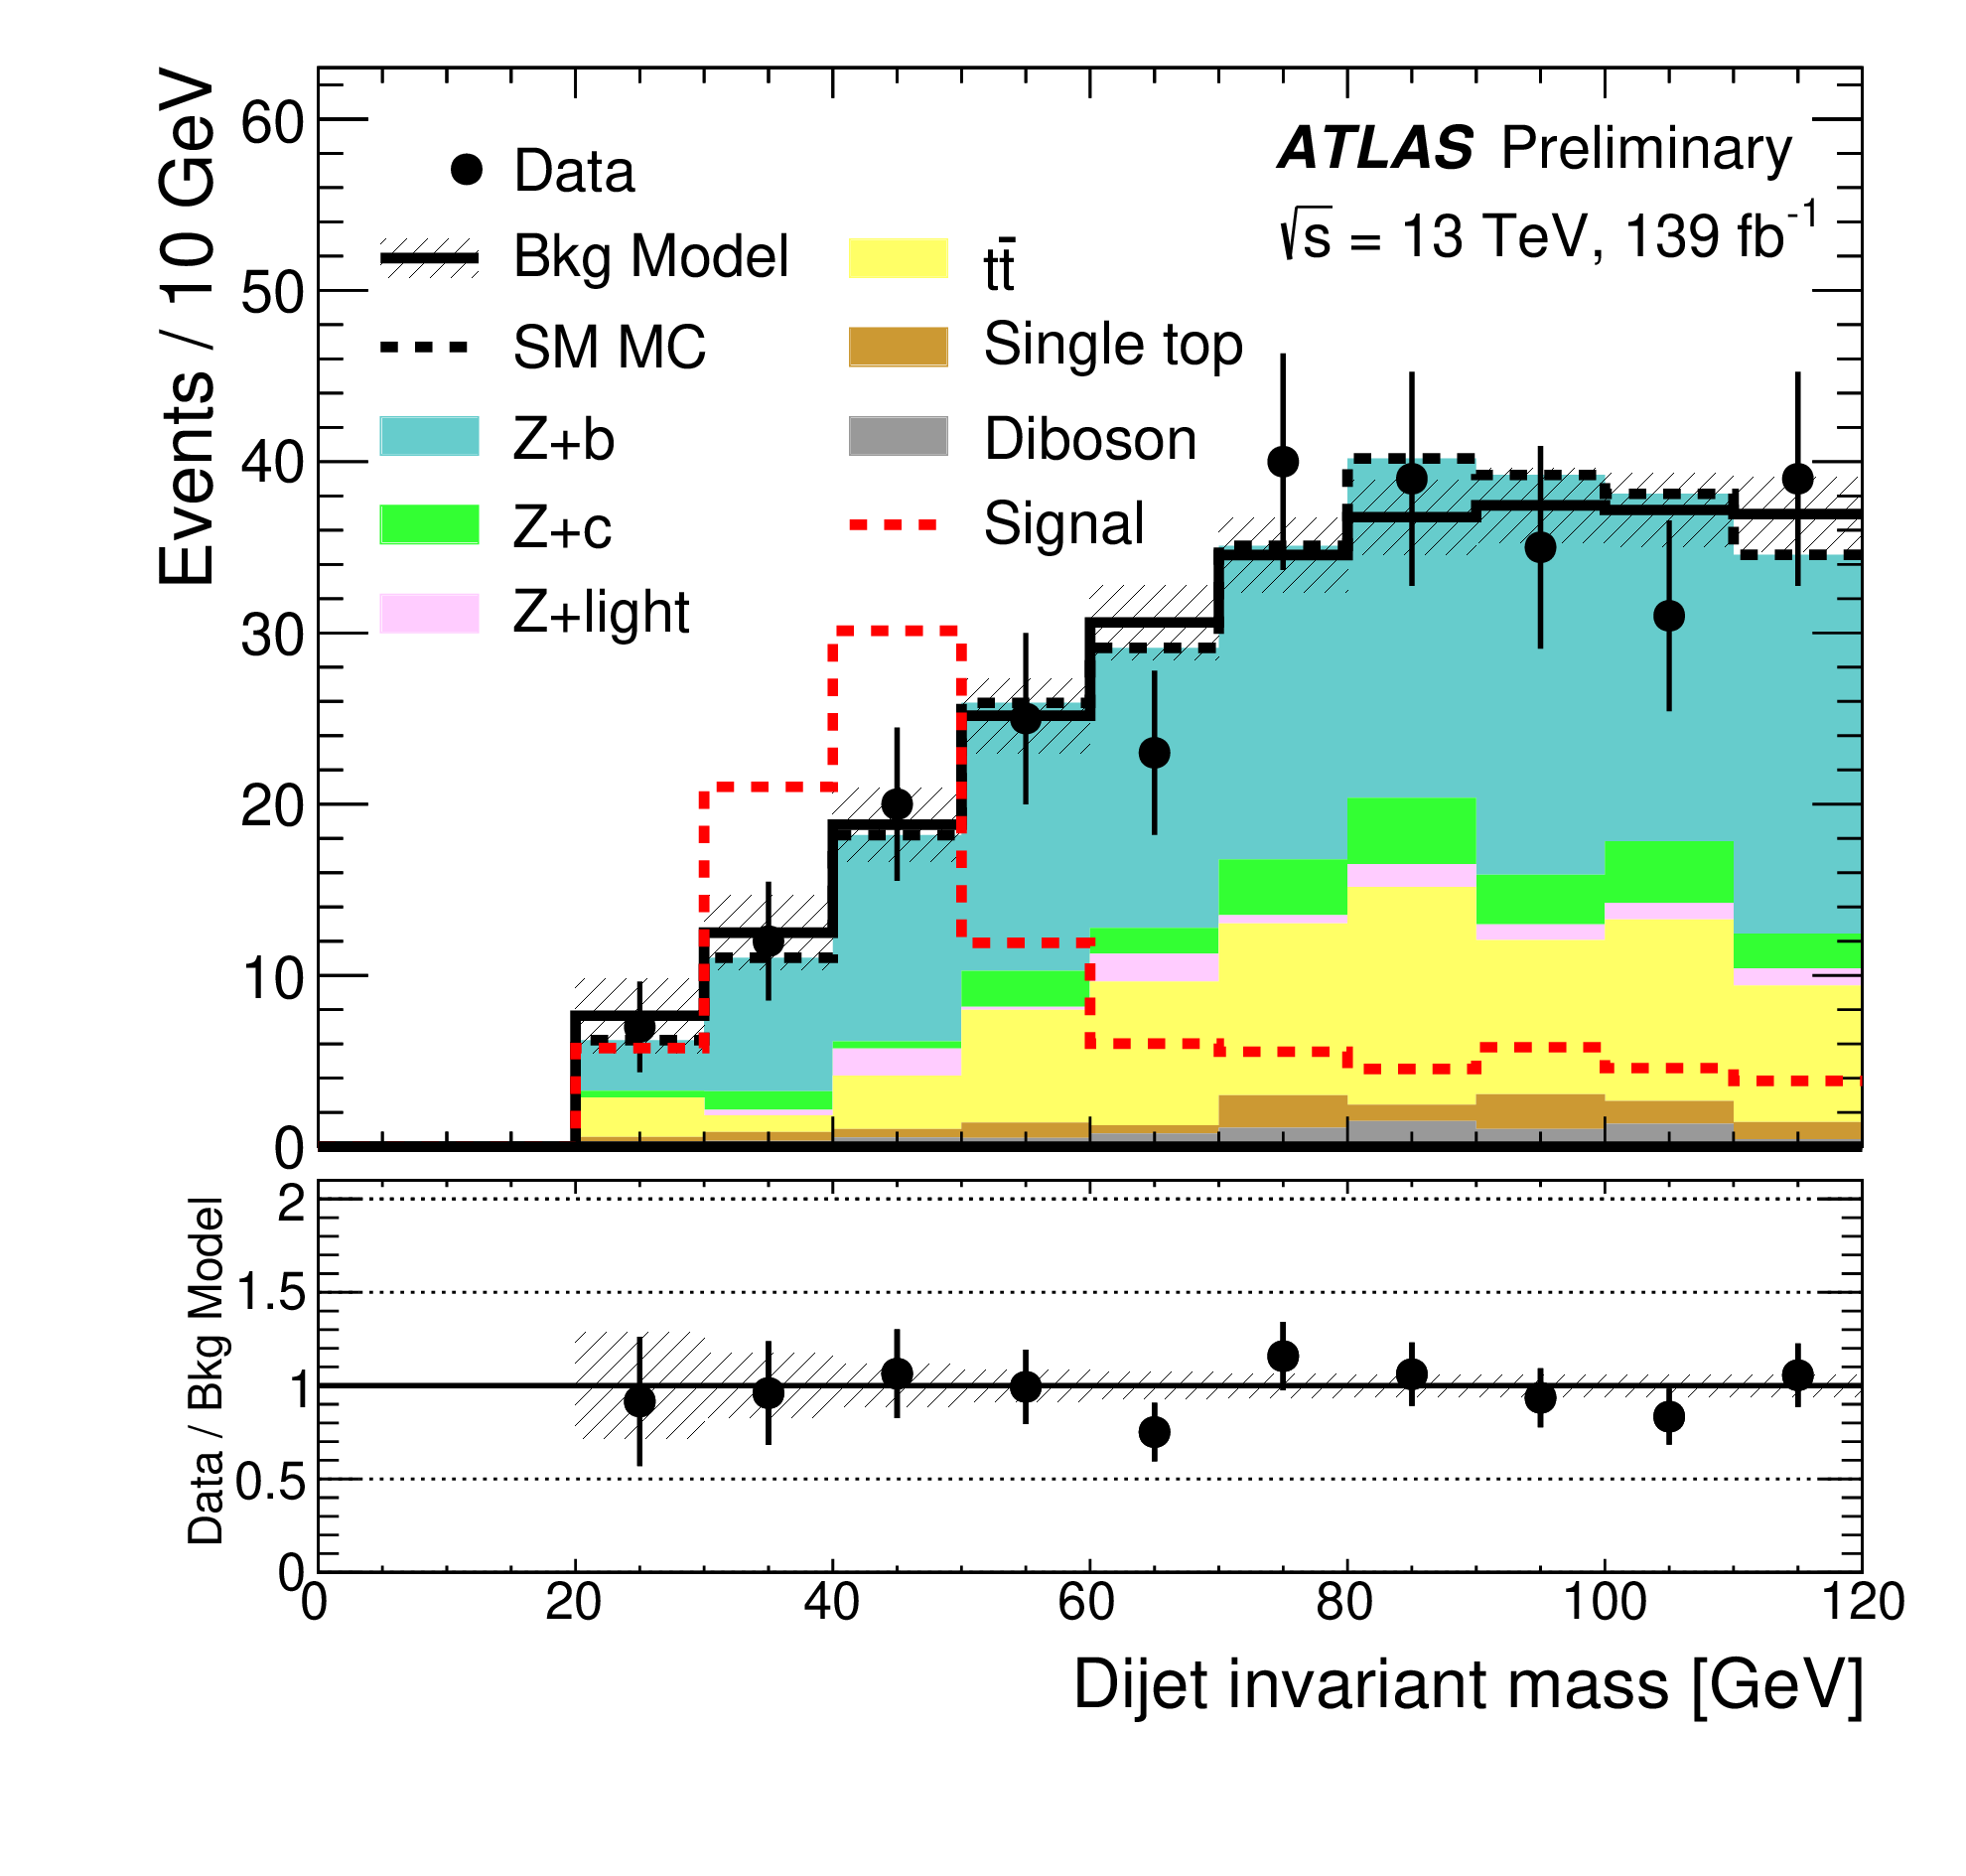 Events / 10 GeV
60
50
40
30
20
10
0
ATLAS Preliminary
√s = 13 TeV, 139 fb⁻¹
Data
Bkg Model
SM MC
Z+b
Z+c
Z+light
tt̄
Single top
Diboson
Signal
Data / Bkg Model
2
1.5
1
0.5
0
0 20 40 60 80 100 120
Dijet invariant mass [GeV]